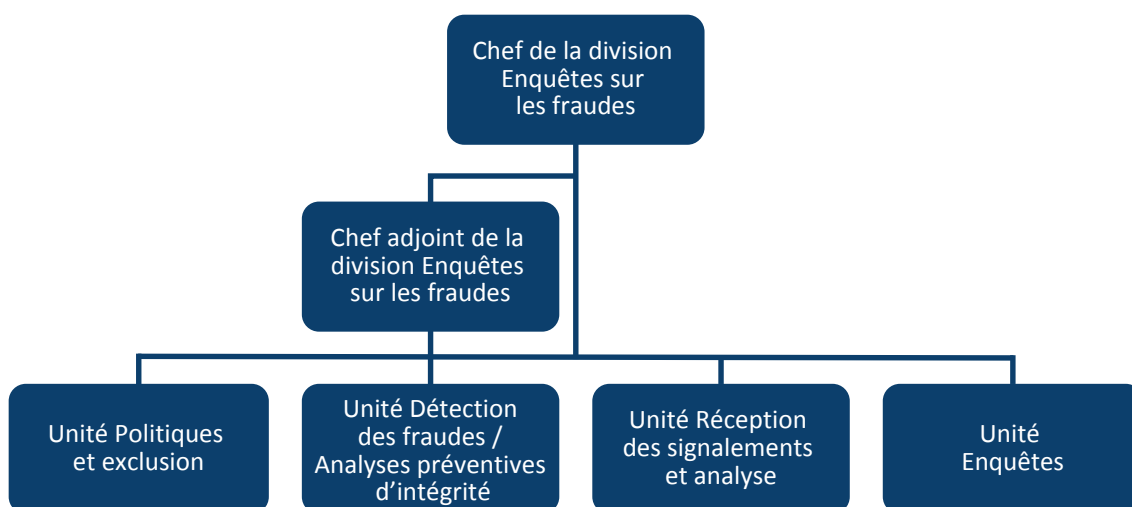 Chef de la division
Enquêtes sur
les fraudes
Chef adjoint de la
division Enquêtes
sur les fraudes
Unité Politiques
et exclusion
Unité Détection
des fraudes /
Analyses préventives
d’intégrité
Unité Réception
des signalements
et analyse
Unité
Enquêtes